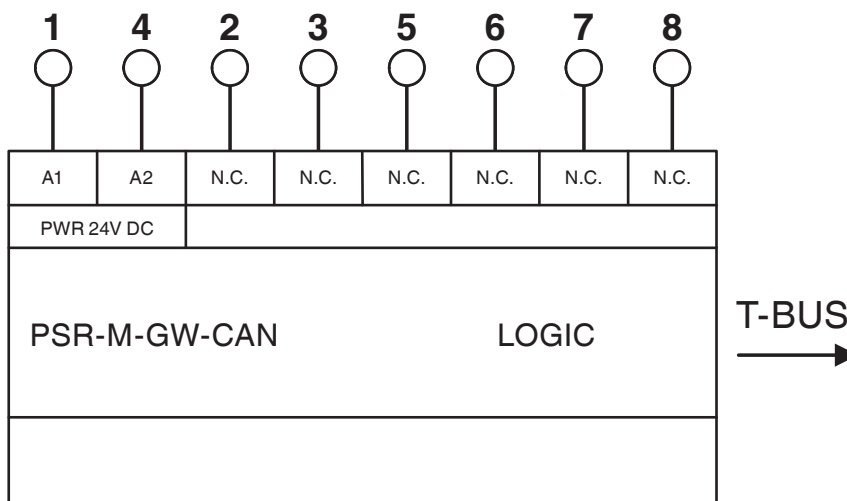 1 4 2 3 5 6 7 8
A1 A2 N.C. N.C. N.C. N.C. N.C. N.C.
PWR 24V DC
PSR-M-GW-CAN LOGIC
T-BUS